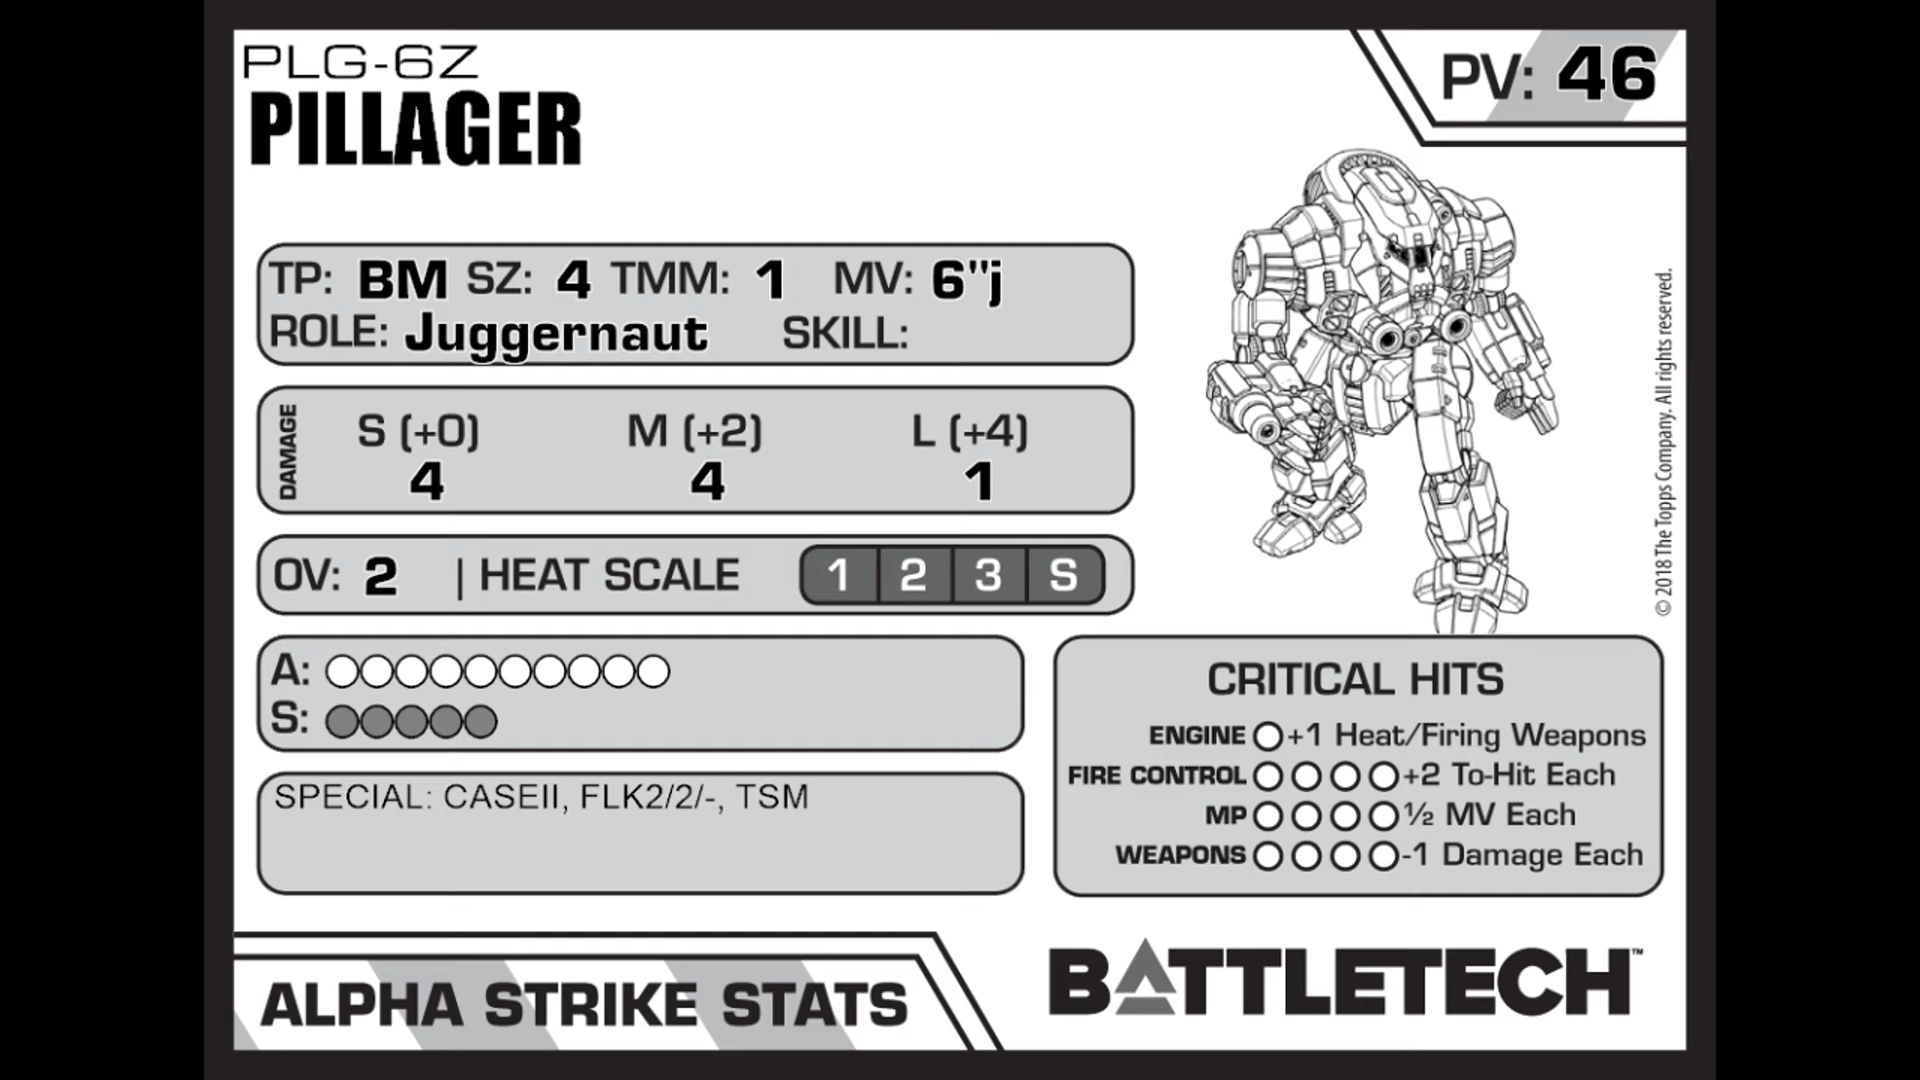 PLG-6Z
PILLAGER
PV: 46
TP: BM SZ: 4 TMM: 1 MV: 6"j
ROLE: Juggernaut SKILL:
DAMAGE
S (+0) M (+2) L (+4)
4 4 1
OV: 2 | HEAT SCALE 1 2 3 S
A:
S:
SPECIAL: CASEII, FLK2/2/-, TSM
© 2018 The Topps Company. All rights reserved.
CRITICAL HITS
ENGINE +1 Heat/Firing Weapons
FIRE CONTROL +2 To-Hit Each
MP ½ MV Each
WEAPONS -1 Damage Each
ALPHA STRIKE STATS
BATTLETECH™